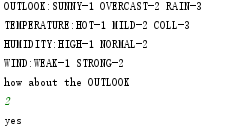 OUTLOOK:SUNNY-1 OVERCAST-2 RAIN-3
TEMPERATURE:HOT-1 MILD-2 COLL-3
HUMIDITY:HIGH-1 NORMAL-2
WIND:WEAK-1 STRONG-2
how about the OUTLOOK
2
yes